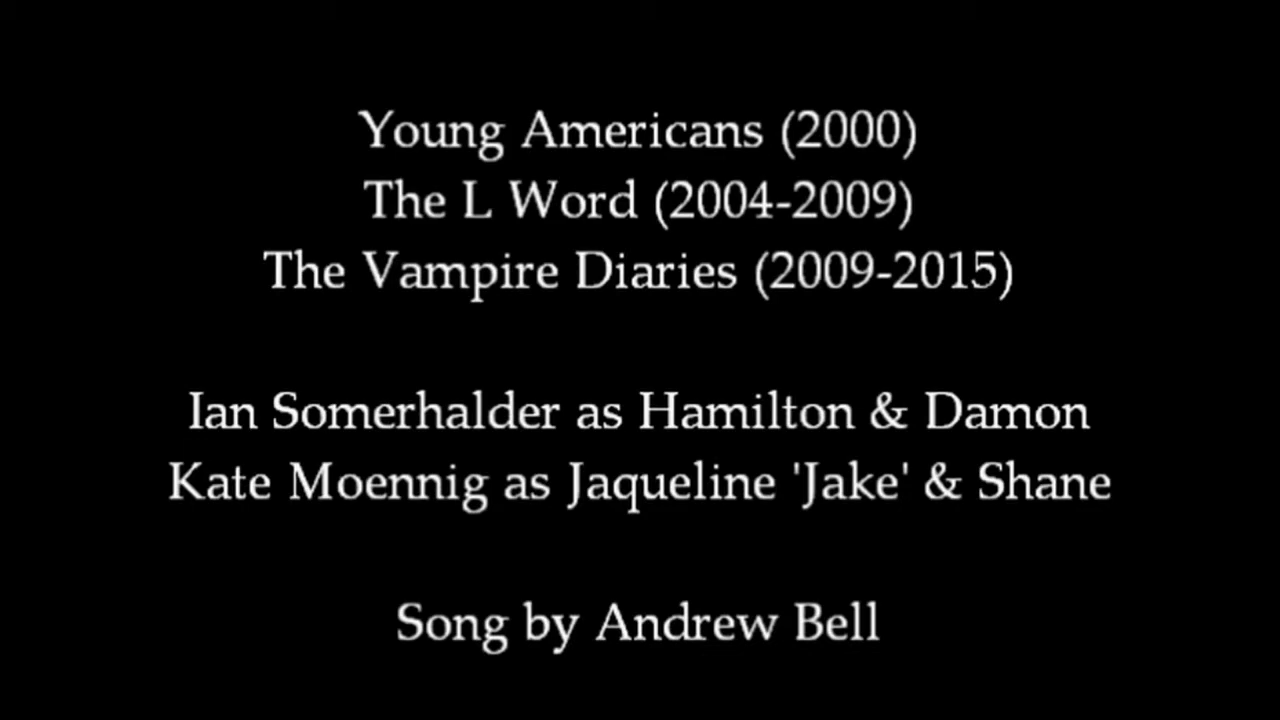 Young Americans (2000)
The L Word (2004-2009)
The Vampire Diaries (2009-2015)
Ian Somerhalder as Hamilton & Damon
Kate Moennig as Jaqueline 'Jake' & Shane
Song by Andrew Bell